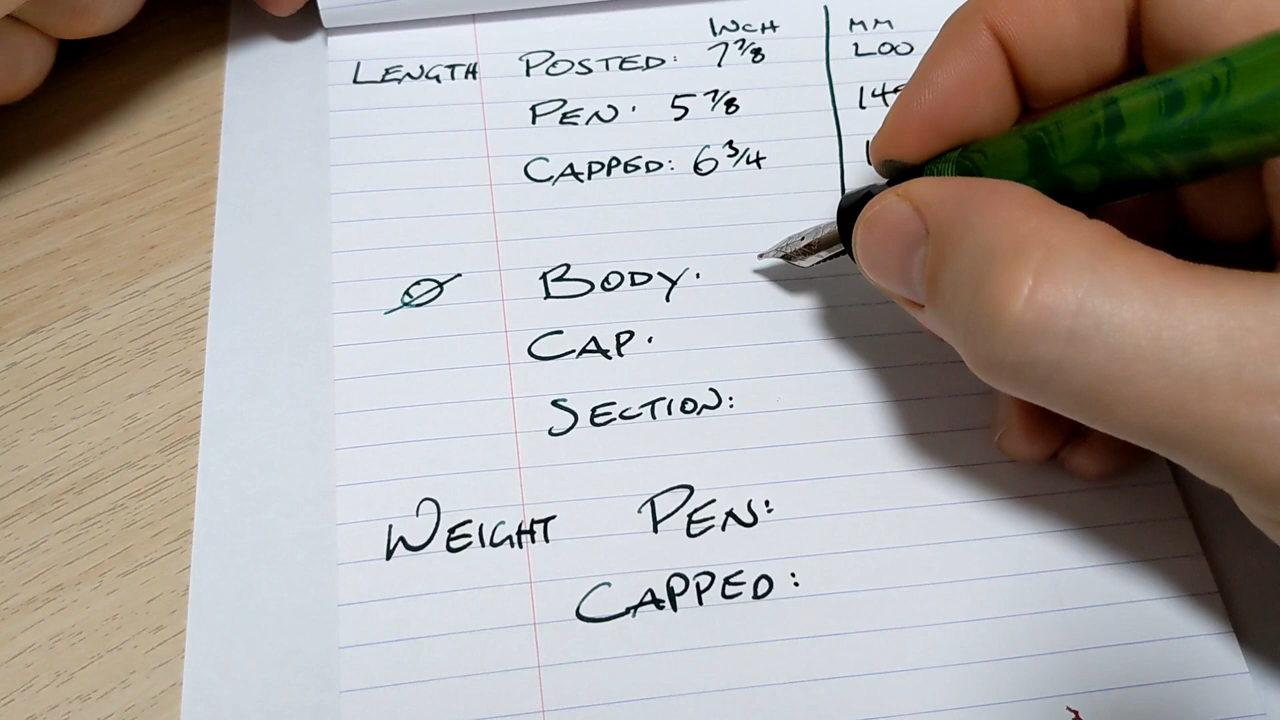 INCH MM
LENGTH POSTED: 7 7/8 200
PEN: 5 7/8
CAPPED: 6 3/4
Ø BODY.
CAP.
SECTION:
WEIGHT PEN:
CAPPED: